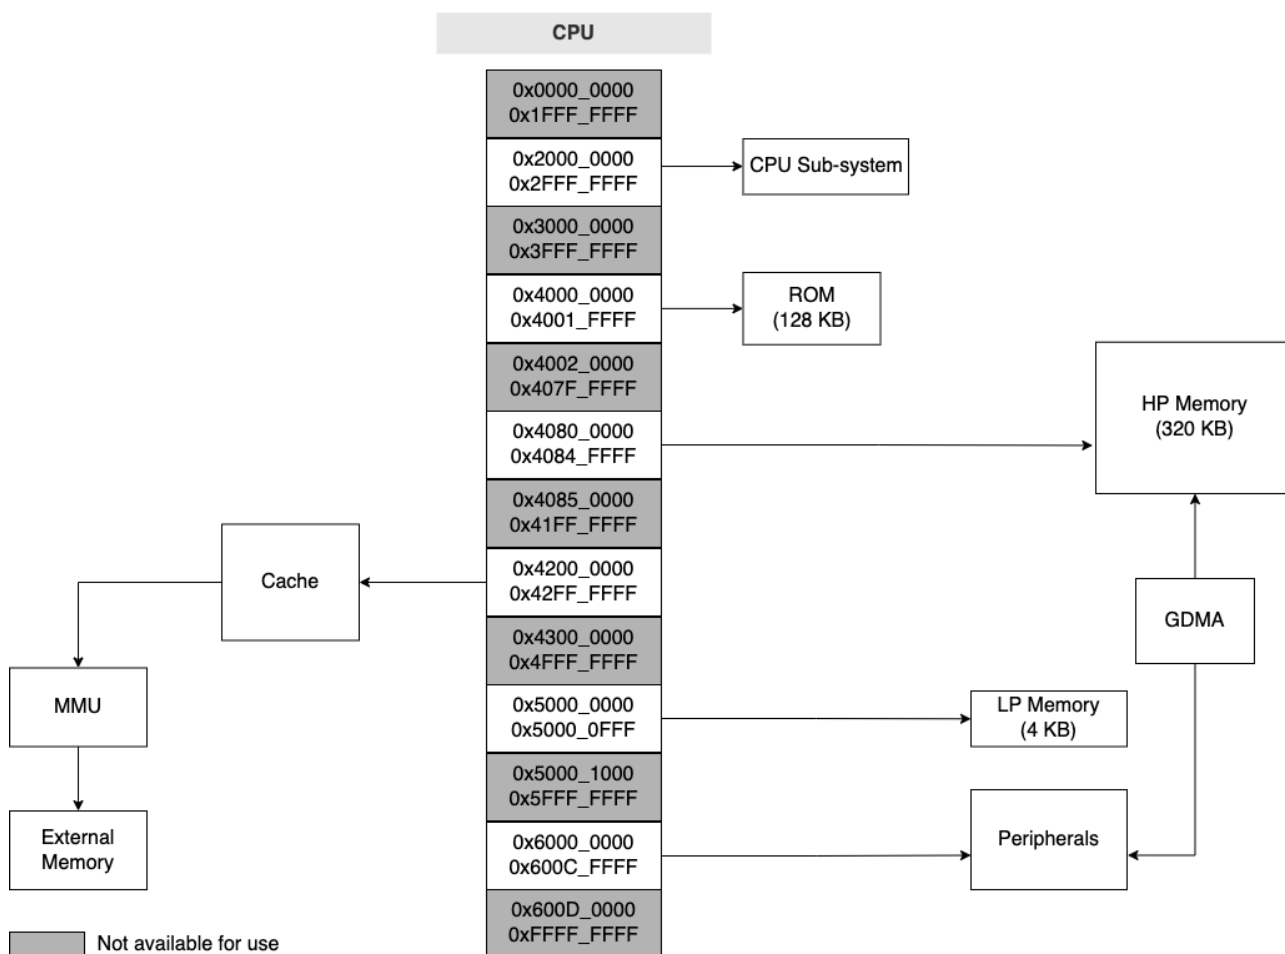 CPU
0x0000_0000
0x1FFF_FFFF
0x2000_0000
0x2FFF_FFFF
CPU Sub-system
0x3000_0000
0x3FFF_FFFF
0x4000_0000
0x4001_FFFF
ROM
(128 KB)
0x4002_0000
0x407F_FFFF
0x4080_0000
0x4084_FFFF
HP Memory
(320 KB)
0x4085_0000
0x41FF_FFFF
0x4200_0000
0x42FF_FFFF
Cache
0x4300_0000
0x4FFF_FFFF
GDMA
0x5000_0000
0x5000_0FFF
MMU
LP Memory
(4 KB)
0x5000_1000
0x5FFF_FFFF
0x6000_0000
0x600C_FFFF
External
Memory
Peripherals
0x600D_0000
0xFFFF_FFFF
Not available for use